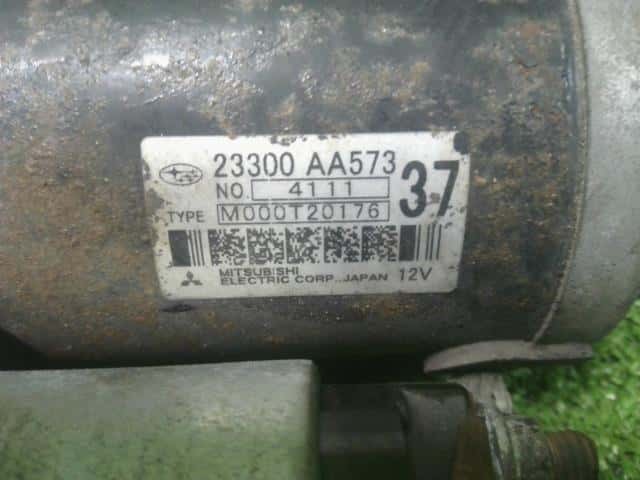 23300 AA573
NO. 4111 37
TYPE M000T20176
MITSUBISHI
ELECTRIC CORP., JAPAN 12V